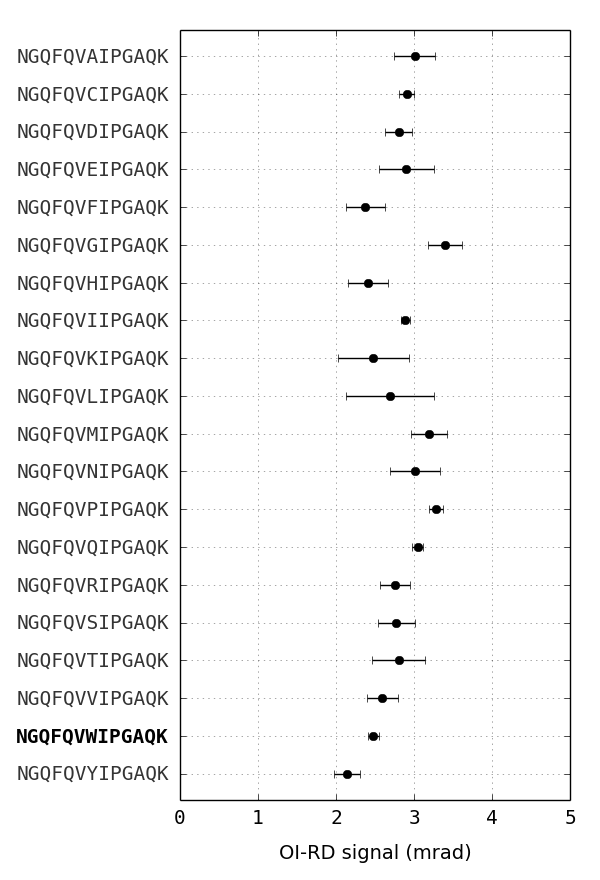 NGQFQVAIPGAQK
NGQFQVCIPGAQK
NGQFQVDIPGAQK
NGQFQVEIPGAQK
NGQFQVFIPGAQK
NGQFQVGIPGAQK
NGQFQVHIPGAQK
NGQFQVIIPGAQK
NGQFQVKIPGAQK
NGQFQVLIPGAQK
NGQFQVMIPGAQK
NGQFQVNIPGAQK
NGQFQVPIPGAQK
NGQFQVQIPGAQK
NGQFQVRIPGAQK
NGQFQVSIPGAQK
NGQFQVTIPGAQK
NGQFQVVIPGAQK
NGQFQVWIPGAQK
NGQFQVYIPGAQK
0 1 2 3 4 5
OI-RD signal (mrad)